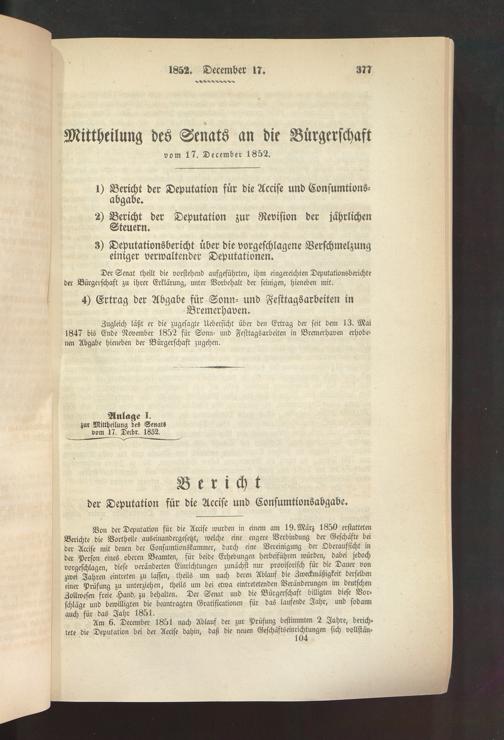 1852. December 17.
377
Mittheilung des Senats an die Bürgerschaft
vom 17. December 1852.
1) Bericht der Deputation für die Accise und Consumtions-
abgabe.
2) Bericht der Deputation zur Revision der jährlichen
Steuern.
3) Deputationsbericht über die vorgeschlagene Verschmelzung
einiger verwaltender Deputationen.
Der Senat theilt die vorstehend aufgeführten, ihm eingereichten Deputationsberichte
der Bürgerschaft zu ihrer Erklärung, unter Vorbehalt der seinigen, hieneben mit.
4) Ertrag der Abgabe für Sonn- und Festtagsarbeiten in
Bremerhaven.
Zugleich läßt er die zugesagte Uebersicht über den Ertrag der seit dem 13. Mai
1847 bis Ende November 1852 für Sonn- und Festtagsarbeiten in Bremerhaven erhobe-
nen Abgabe hieneben der Bürgerschaft zugehen.
Anlage I.
zur Mittheilung des Senats
vom 17. Decbr. 1852.
Bericht
der Deputation für die Accise und Consumtionsabgabe.
Von der Deputation für die Accise wurden in einem am 19. März 1850 erstatteten
Berichte die Vortheile auseinandergesetzt, welche eine engere Verbindung der Geschäfte bei
der Accise mit denen der Consumtionskammer, durch eine Vereinigung der Oberaufsicht in
der Person eines oberen Beamten, für beide Erhebungen herbeiführen würde, dabei jedoch
vorgeschlagen, diese veränderten Einrichtungen zunächst nur provisorisch für die Dauer von
zwei Jahren eintreten zu lassen, theils um nach deren Ablauf die Zweckmäßigkeit derselben
einer Prüfung zu unterziehen, theils um bei etwa eintretetenden Veränderungen im deutschen
Zollwesen freie Hand zu behalten. Der Senat und die Bürgerschaft billigten diese Vor-
schläge und bewilligten die beantragten Gratificationen für das laufende Jahr, und sodann
auch für das Jahr 1851.
Am 6. December 1851 nach Ablauf der zur Prüfung bestimmten 2 Jahre, berich-
tete die Deputation bei der Accise dahin, daß die neuen Geschäftseinrichtungen sich vollstän-
104